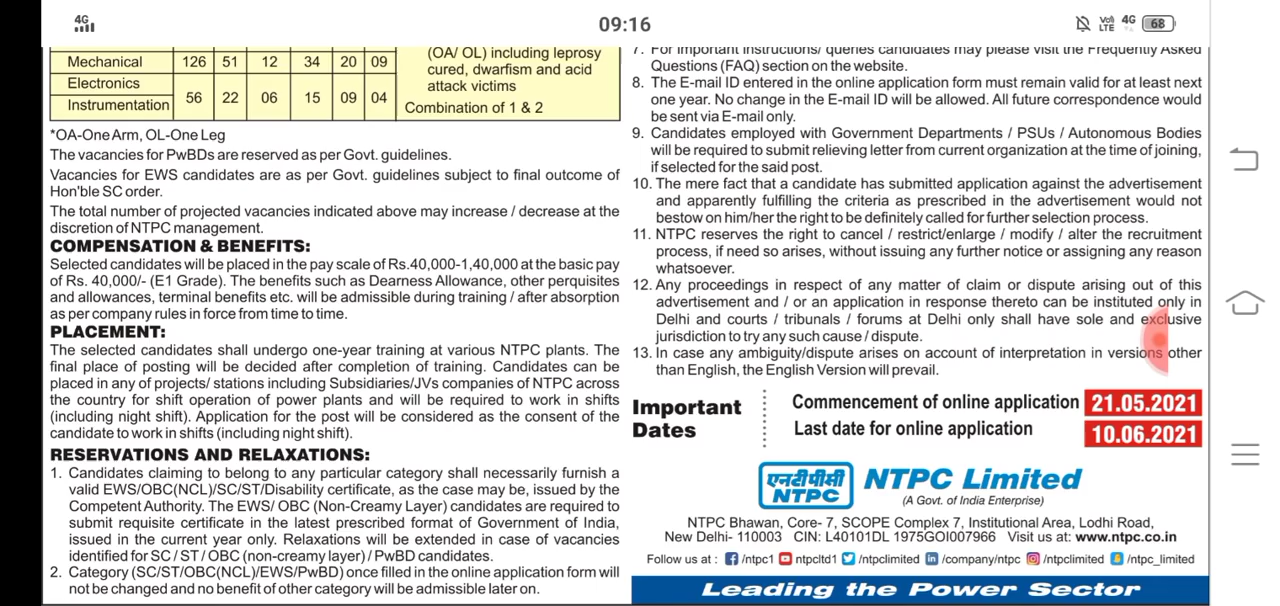 4G
09:16
VoI) LTE 4G 68
Mechanical 126 51 12 34 20 09
Electronics
Instrumentation 56 22 06 15 09 04
(OA/ OL) including leprosy
cured, dwarfism and acid
attack victims
Combination of 1 & 2
*OA-One Arm, OL-One Leg
The vacancies for PwBDs are reserved as per Govt. guidelines.
Vacancies for EWS candidates are as per Govt. guidelines subject to final outcome of
Hon'ble SC order.
The total number of projected vacancies indicated above may increase / decrease at the
discretion of NTPC management.
COMPENSATION & BENEFITS:
Selected candidates will be placed in the pay scale of Rs.40,000-1,40,000 at the basic pay
of Rs. 40,000/- (E1 Grade). The benefits such as Dearness Allowance, other perquisites
and allowances, terminal benefits etc. will be admissible during training / after absorption
as per company rules in force from time to time.
PLACEMENT:
The selected candidates shall undergo one-year training at various NTPC plants. The
final place of posting will be decided after completion of training. Candidates can be
placed in any of projects/ stations including Subsidiaries/JVs companies of NTPC across
the country for shift operation of power plants and will be required to work in shifts
(including night shift). Application for the post will be considered as the consent of the
candidate to work in shifts (including night shift).
RESERVATIONS AND RELAXATIONS:
1. Candidates claiming to belong to any particular category shall necessarily furnish a
valid EWS/OBC(NCL)/SC/ST/Disability certificate, as the case may be, issued by the
Competent Authority. The EWS/ OBC (Non-Creamy Layer) candidates are required to
submit requisite certificate in the latest prescribed format of Government of India,
issued in the current year only. Relaxations will be extended in case of vacancies
identified for SC / ST / OBC (non-creamy layer) / PwBD candidates.
2. Category (SC/ST/OBC(NCL)/EWS/PwBD) once filled in the online application form will
not be changed and no benefit of other category will be admissible later on.
7. For important instructions/ queries candidates may please visit the Frequently Asked
Questions (FAQ) section on the website.
8. The E-mail ID entered in the online application form must remain valid for at least next
one year. No change in the E-mail ID will be allowed. All future correspondence would
be sent via E-mail only.
9. Candidates employed with Government Departments / PSUs / Autonomous Bodies
will be required to submit relieving letter from current organization at the time of joining,
if selected for the said post.
10. The mere fact that a candidate has submitted application against the advertisement
and apparently fulfilling the criteria as prescribed in the advertisement would not
bestow on him/her the right to be definitely called for further selection process.
11. NTPC reserves the right to cancel / restrict/enlarge / modify / alter the recruitment
process, if need so arises, without issuing any further notice or assigning any reason
whatsoever.
12. Any proceedings in respect of any matter of claim or dispute arising out of this
advertisement and / or an application in response thereto can be instituted only in
Delhi and courts / tribunals / forums at Delhi only shall have sole and exclusive
jurisdiction to try any such cause / dispute.
13. In case any ambiguity/dispute arises on account of interpretation in versions other
than English, the English Version will prevail.
Important
Dates
Commencement of online application 21.05.2021
Last date for online application 10.06.2021
एनटीपीसी
NTPC
NTPC Limited
(A Govt. of India Enterprise)
NTPC Bhawan, Core- 7, SCOPE Complex 7, Institutional Area, Lodhi Road,
New Delhi- 110003 CIN: L40101DL 1975GOI007966 Visit us at: www.ntpc.co.in
Follow us at : /ntpc1 ntpcltd1 /ntpclimited /company/ntpc /ntpclimited /ntpc_limited
Leading the Power Sector